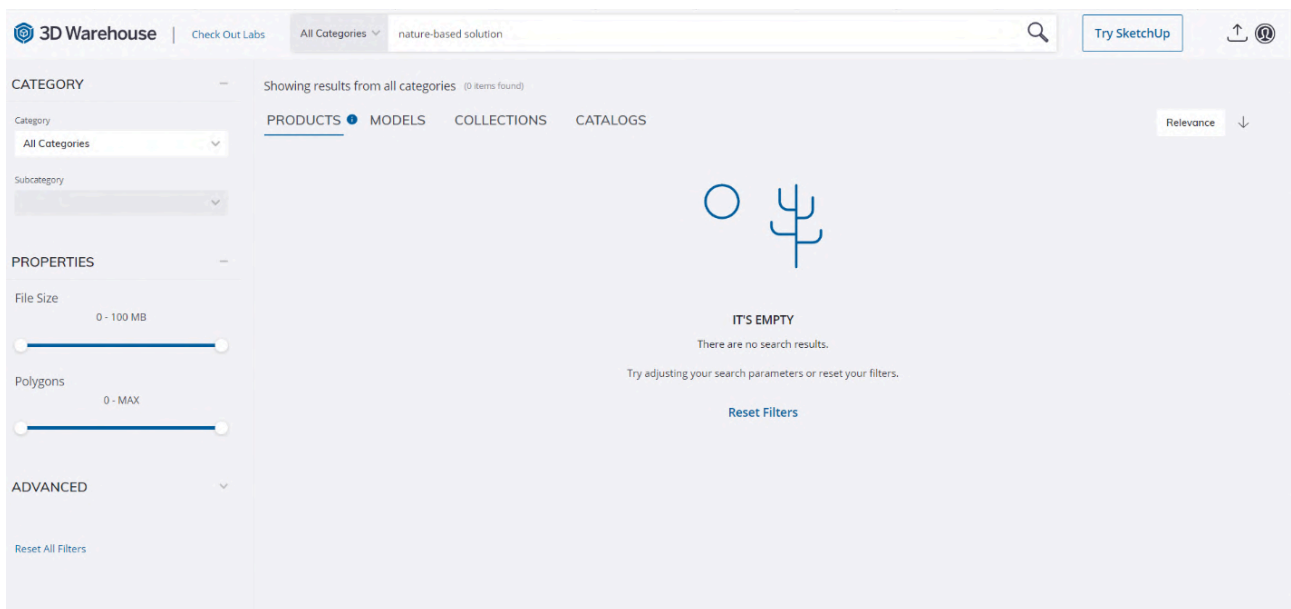 3D Warehouse | Check Out Labs All Categories nature-based solution Try SketchUp
CATEGORY
Category
All Categories
Subcategory
PROPERTIES
File Size
0 - 100 MB
Polygons
0 - MAX
ADVANCED
Reset All Filters
Showing results from all categories (0 items found)
PRODUCTS MODELS COLLECTIONS CATALOGS Relevance
IT'S EMPTY
There are no search results.
Try adjusting your search parameters or reset your filters.
Reset Filters